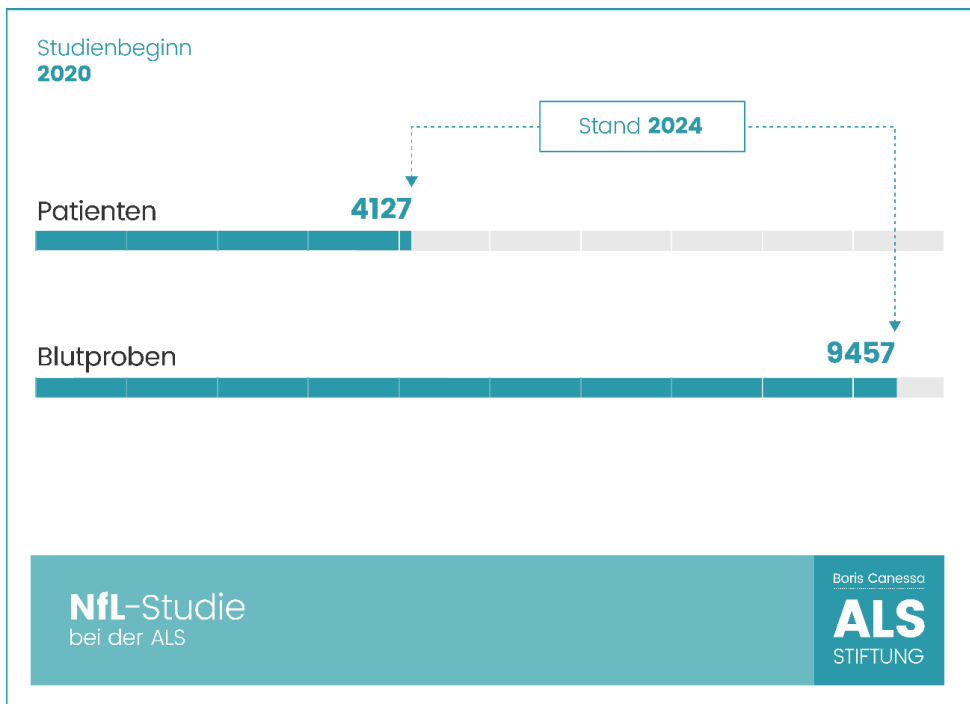 Studienbeginn
2020
Stand 2024
Patienten
4127
Blutproben
9457
NfL-Studie
bei der ALS
Boris Canessa
ALS
STIFTUNG